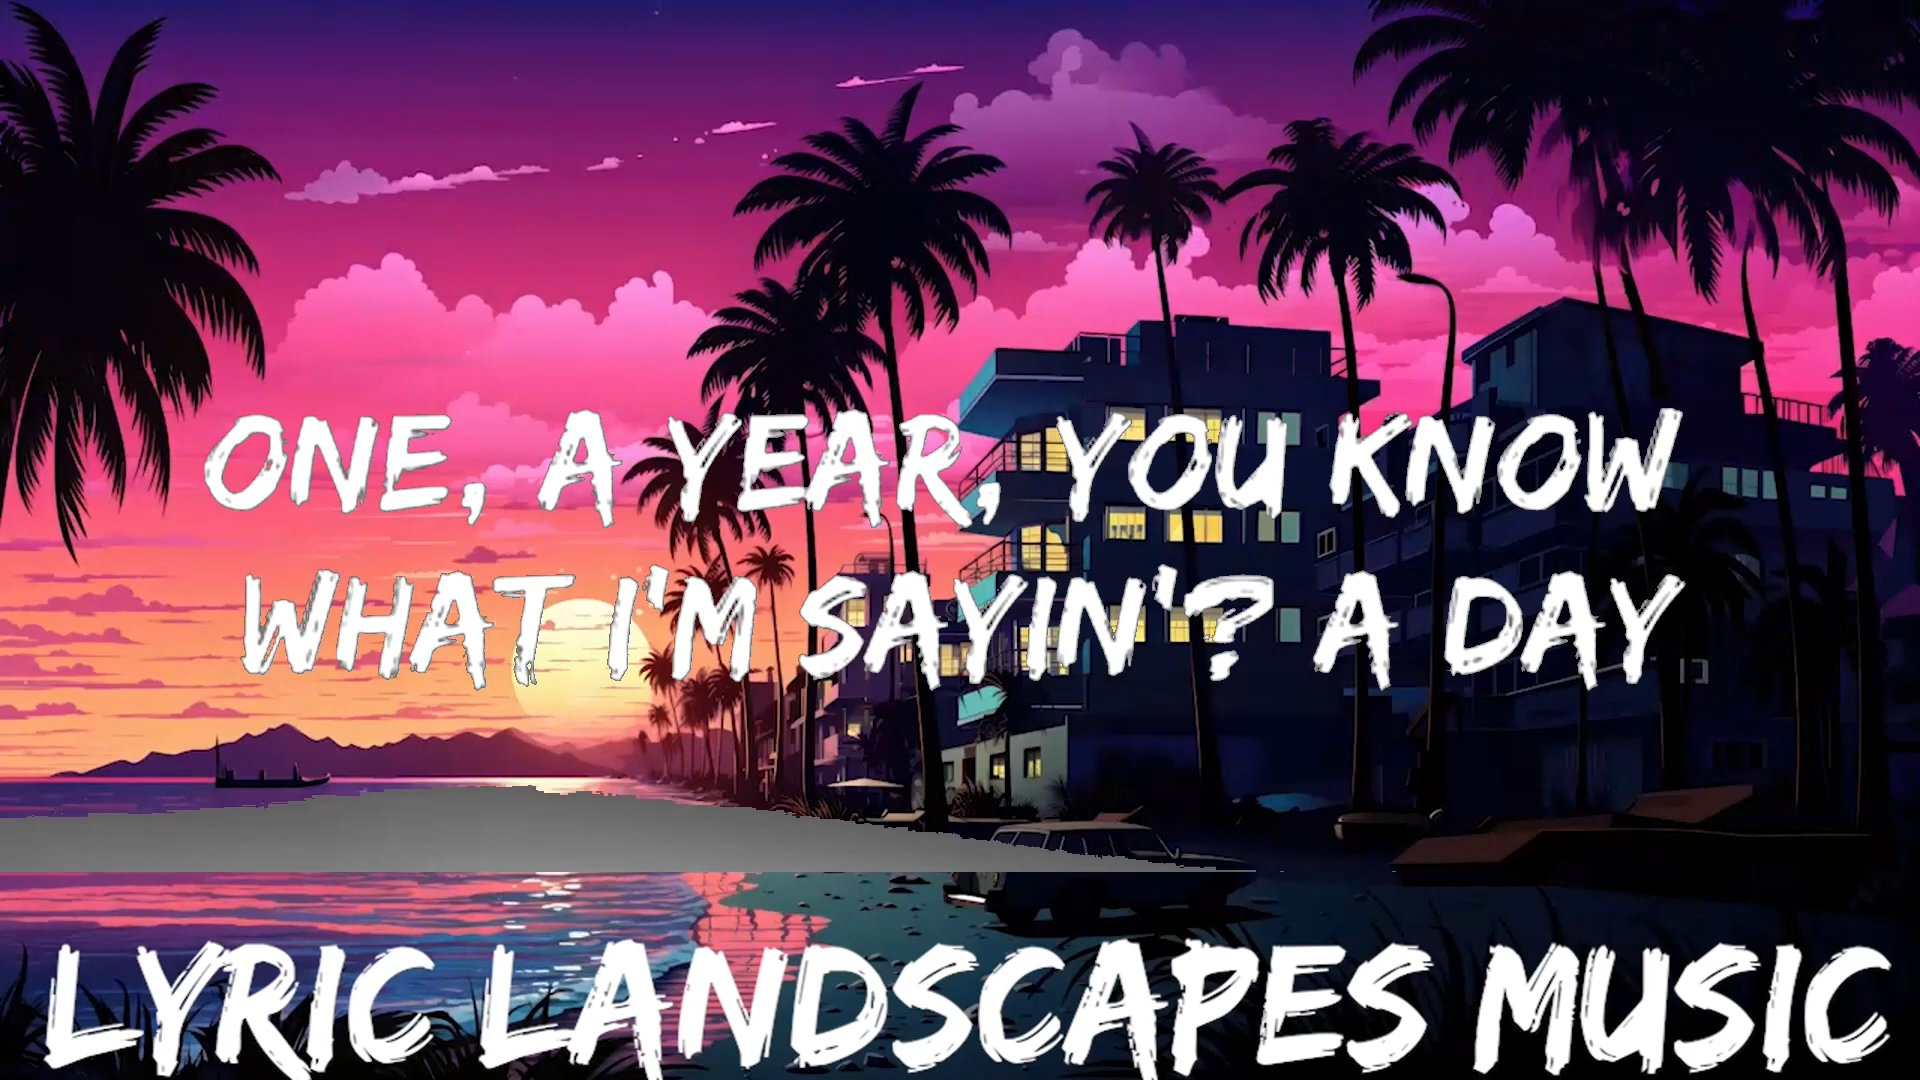 ONE, A YEAR, YOU KNOW
WHAT I'M SAYIN'? A DAY
LYRIC LANDSCAPES MUSIC